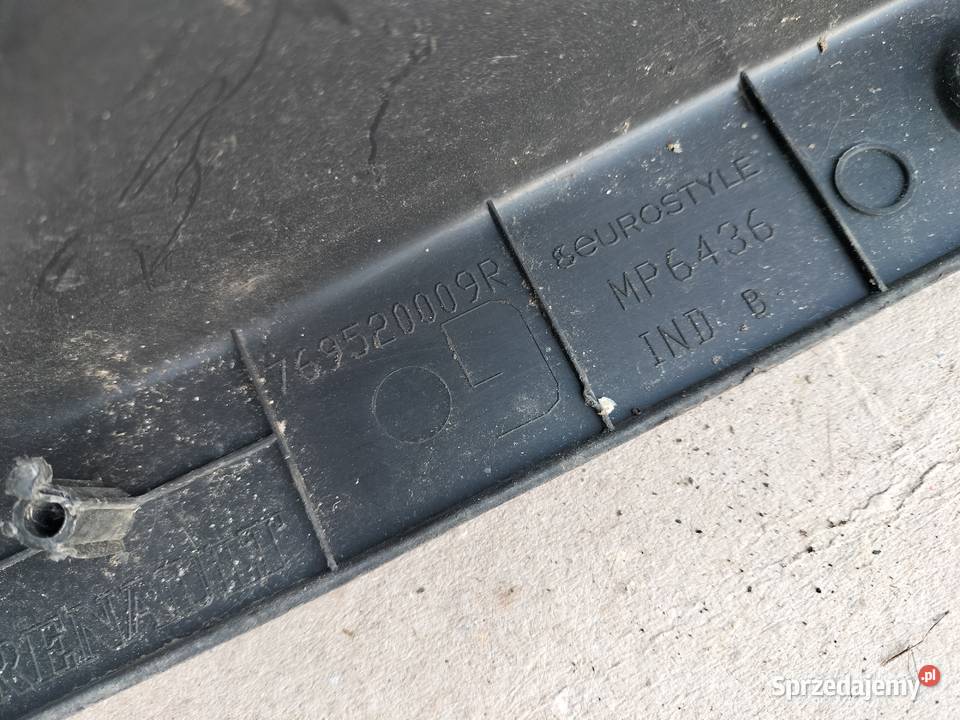 EUROSTYLE
MP6436
IND B
769520009R
RENAULT
Sprzedajemy.pl